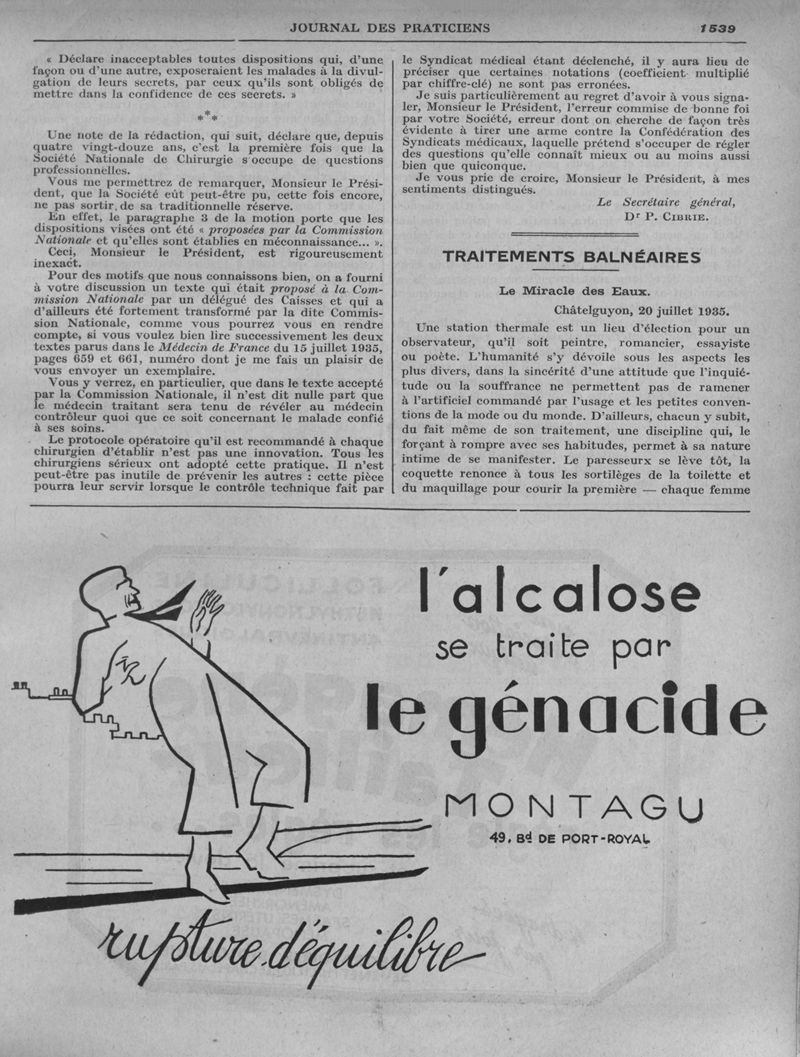 JOURNAL DES PRATICIENS 1539
« Déclare inacceptables toutes dispositions qui, d'une
façon ou d'une autre, exposeraient les malades à la divul-
gation de leurs secrets, par ceux qu'ils sont obligés de
mettre dans la confidence de ces secrets. »
***
Une note de la rédaction, qui suit, déclare que, depuis
quatre vingt-douze ans, c'est la première fois que la
Société Nationale de Chirurgie s'occupe de questions
professionnelles.
Vous me permettrez de remarquer, Monsieur le Prési-
dent, que la Société eût peut-être pu, cette fois encore,
ne pas sortir de sa traditionnelle réserve.
En effet, le paragraphe 3 de la motion porte que les
dispositions visées ont été « proposées par la Commission
Nationale et qu'elles sont établies en méconnaissance... ».
Ceci, Monsieur le Président, est rigoureusement
inexact.
Pour des motifs que nous connaissons bien, on a fourni
à votre discussion un texte qui était proposé à la Com-
mission Nationale par un délégué des Caisses et qui a
d'ailleurs été fortement transformé par la dite Commis-
sion Nationale, comme vous pourrez vous en rendre
compte, si vous voulez bien lire successivement les deux
textes parus dans le Médecin de France du 15 juillet 1935,
pages 659 et 661, numéro dont je me fais un plaisir de
vous envoyer un exemplaire.
Vous y verrez, en particulier, que dans le texte accepté
par la Commission Nationale, il n'est dit nulle part que
le médecin traitant sera tenu de révéler au médecin
contrôleur quoi que ce soit concernant le malade confié
à ses soins.
Le protocole opératoire qu'il est recommandé à chaque
chirurgien d'établir n'est pas une innovation. Tous les
chirurgiens sérieux ont adopté cette pratique. Il n'est
peut-être pas inutile de prévenir les autres : cette pièce
pourra leur servir lorsque le contrôle technique fait par
le Syndicat médical étant déclenché, il y aura lieu de
préciser que certaines notations (coefficient multiplié
par chiffre-clé) ne sont pas erronées.
Je suis particulièrement au regret d'avoir à vous signa-
ler, Monsieur le Président, l'erreur commise de bonne foi
par votre Société, erreur dont on cherche de façon très
évidente à tirer une arme contre la Confédération des
Syndicats médicaux, laquelle prétend s'occuper de régler
des questions qu'elle connaît mieux ou au moins aussi
bien que quiconque.
Je vous prie de croire, Monsieur le Président, à mes
sentiments distingués.
Le Secrétaire général,
Dr P. CIBRIE.
TRAITEMENTS BALNÉAIRES
Le Miracle des Eaux.
Châtelguyon, 20 juillet 1935.
Une station thermale est un lieu d'élection pour un
observateur, qu'il soit peintre, romancier, essayiste
ou poète. L'humanité s'y dévoile sous les aspects les
plus divers, dans la sincérité d'une attitude que l'inquié-
tude ou la souffrance ne permettent pas de ramener
à l'artificiel commandé par l'usage et les petites conven-
tions de la mode ou du monde. D'ailleurs, chacun y subit,
du fait même de son traitement, une discipline qui, le
forçant à rompre avec ses habitudes, permet à sa nature
intime de se manifester. Le paresseurx se lève tôt, la
coquette renonce à tous les sortilèges de la toilette et
du maquillage pour courir la première — chaque femme
l'alcalose
se traite par
le génacide
MONTAGU
49, Bd DE PORT-ROYAL
rupture d'équilibre